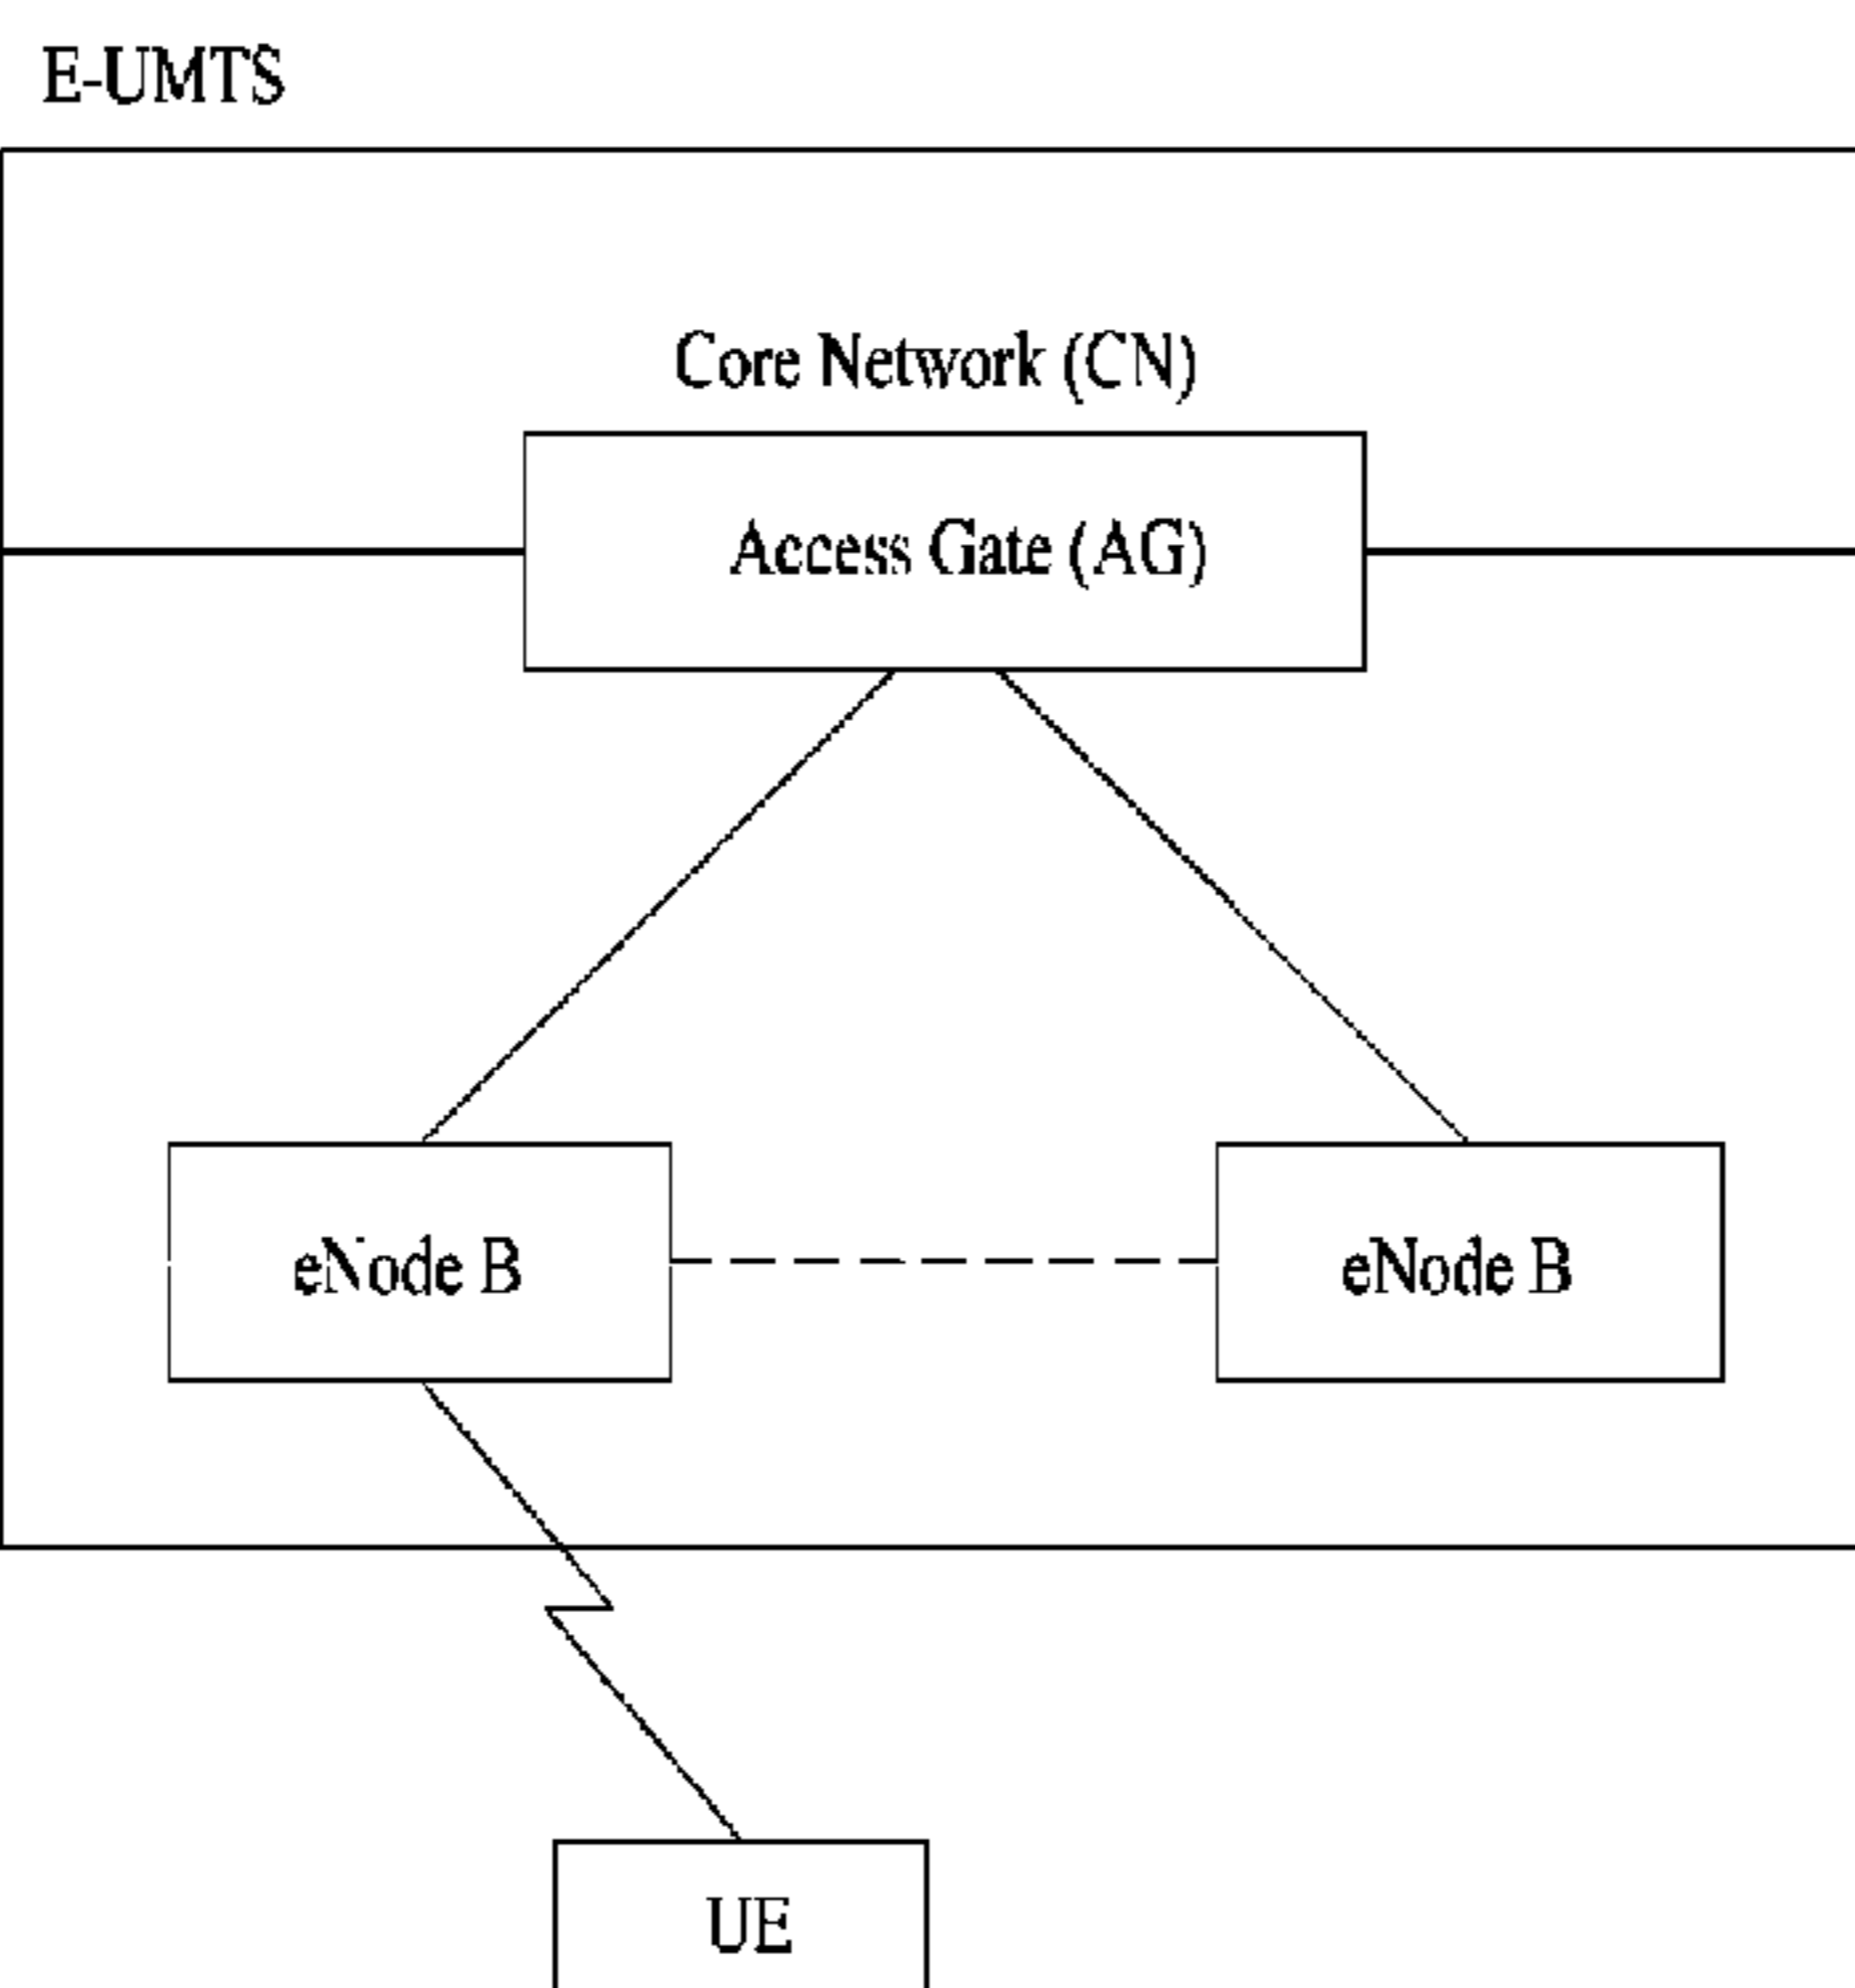 E-UMTS
Core Network (CN)
Access Gate (AG)
eNode B
eNode B
UE